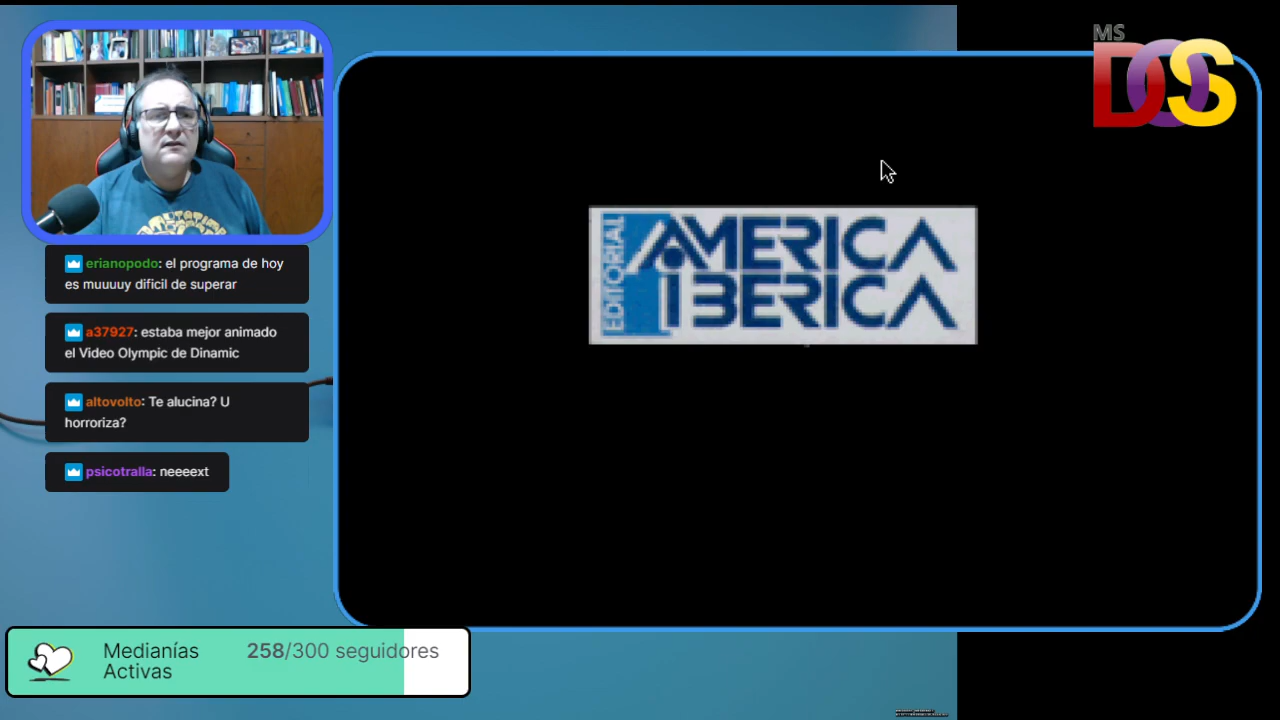 MS
DOS
EDITORIAL
AMERICA
IBERICA
erianopodo: el programa de hoy
es muuuuy dificil de superar
a37927: estaba mejor animado
el Video Olympic de Dinamic
altovolto: Te alucina? U
horroriza?
psicotralla: neeeext
Medianías
Activas
258/300 seguidores